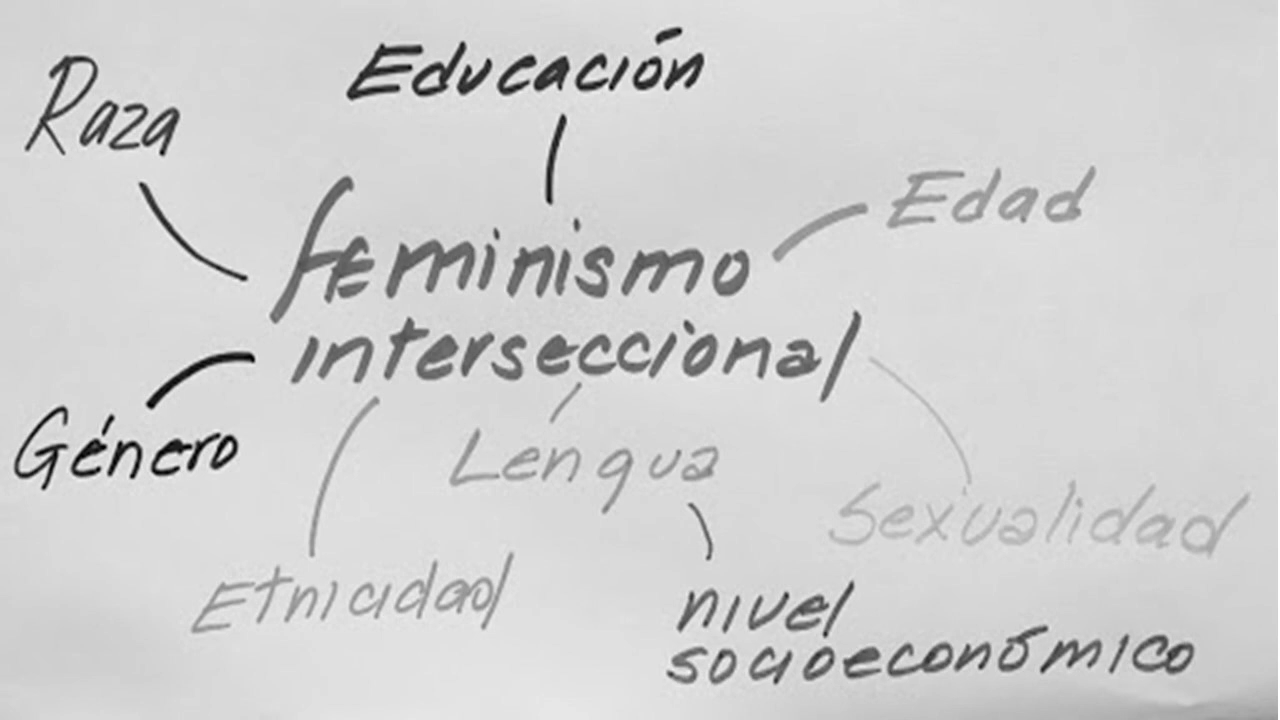 Educación
Raza
Edad
feminismo
interseccional
Género
Lengua
Sexualidad
Etnicidad
nivel
socioeconómico